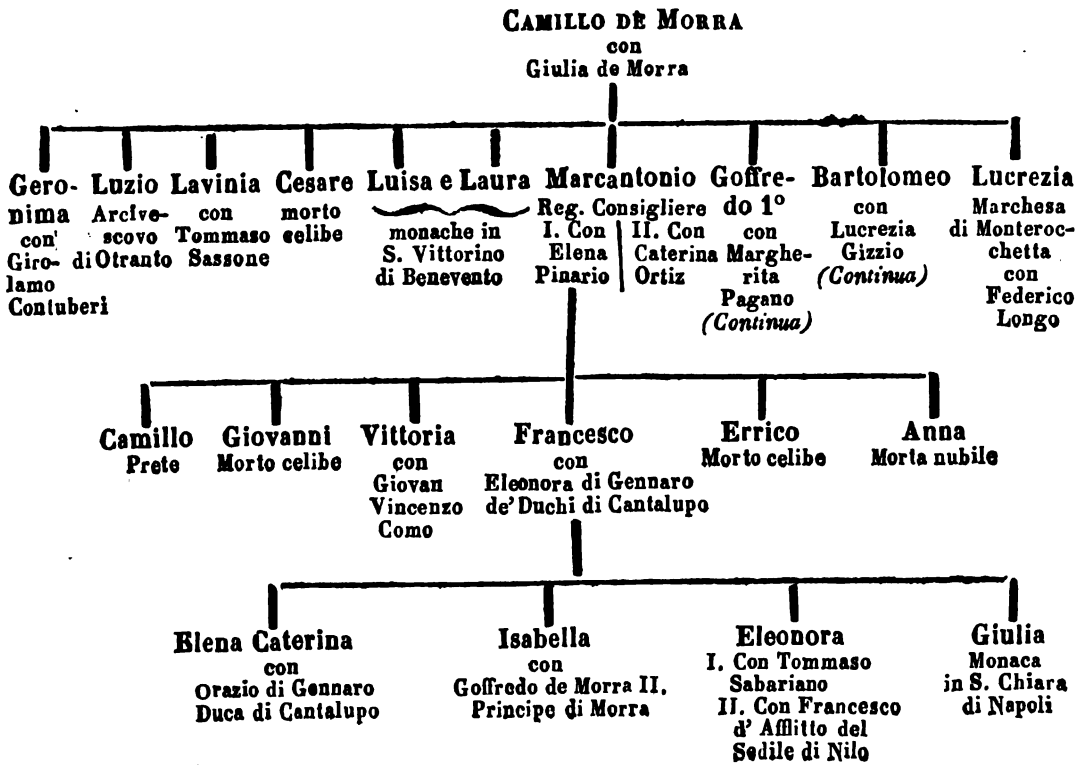 CAMILLO DE MORRA
con
Giulia de Morra
Gero-
nima
con'
Giro-
lamo
Contuberi
Luzio
Arcive-
scovo
di Otranto
Lavinia
con
Tommaso
Sassone
Cesare
morto
celibe
Luisa e Laura
monache in
S. Vittorino
di Benevento
Marcantonio
Reg. Consigliere
I. Con
Elena
Pinario
II. Con
Caterina
Ortiz
Goffre-
do 1º
con
Marghe-
rita
Pagano
(Continua)
Bartolomeo
con
Lucrezia
Gizzio
(Continua)
Lucrezia
Marchesa
di Monteroc-
chetta
con
Federico
Longo
Camillo
Prete
Giovanni
Morto celibe
Vittoria
con
Giovan
Vincenzo
Como
Francesco
con
Eleonora di Gennaro
de' Duchi di Cantalupo
Errico
Morto celibe
Anna
Morta nubile
Elena Caterina
con
Orazio di Gennaro
Duca di Cantalupo
Isabella
con
Goffredo de Morra II.
Principe di Morra
Eleonora
I. Con Tommaso
Sabariano
II. Con Francesco
d' Afflitto del
Sedile di Nilo
Giulia
Monaca
in S. Chiara
di Napoli